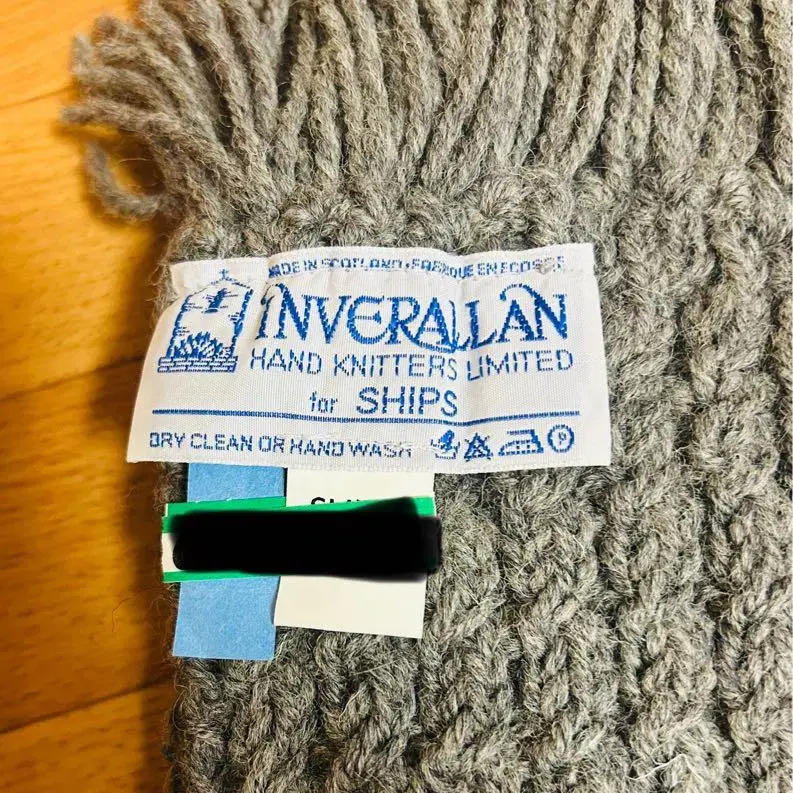 MADE IN SCOTLAND • FABRIQUE EN ECOSSE
INVERALLAN
HAND KNITTERS LIMITED
for SHIPS
DRY CLEAN OR HAND WASH
P